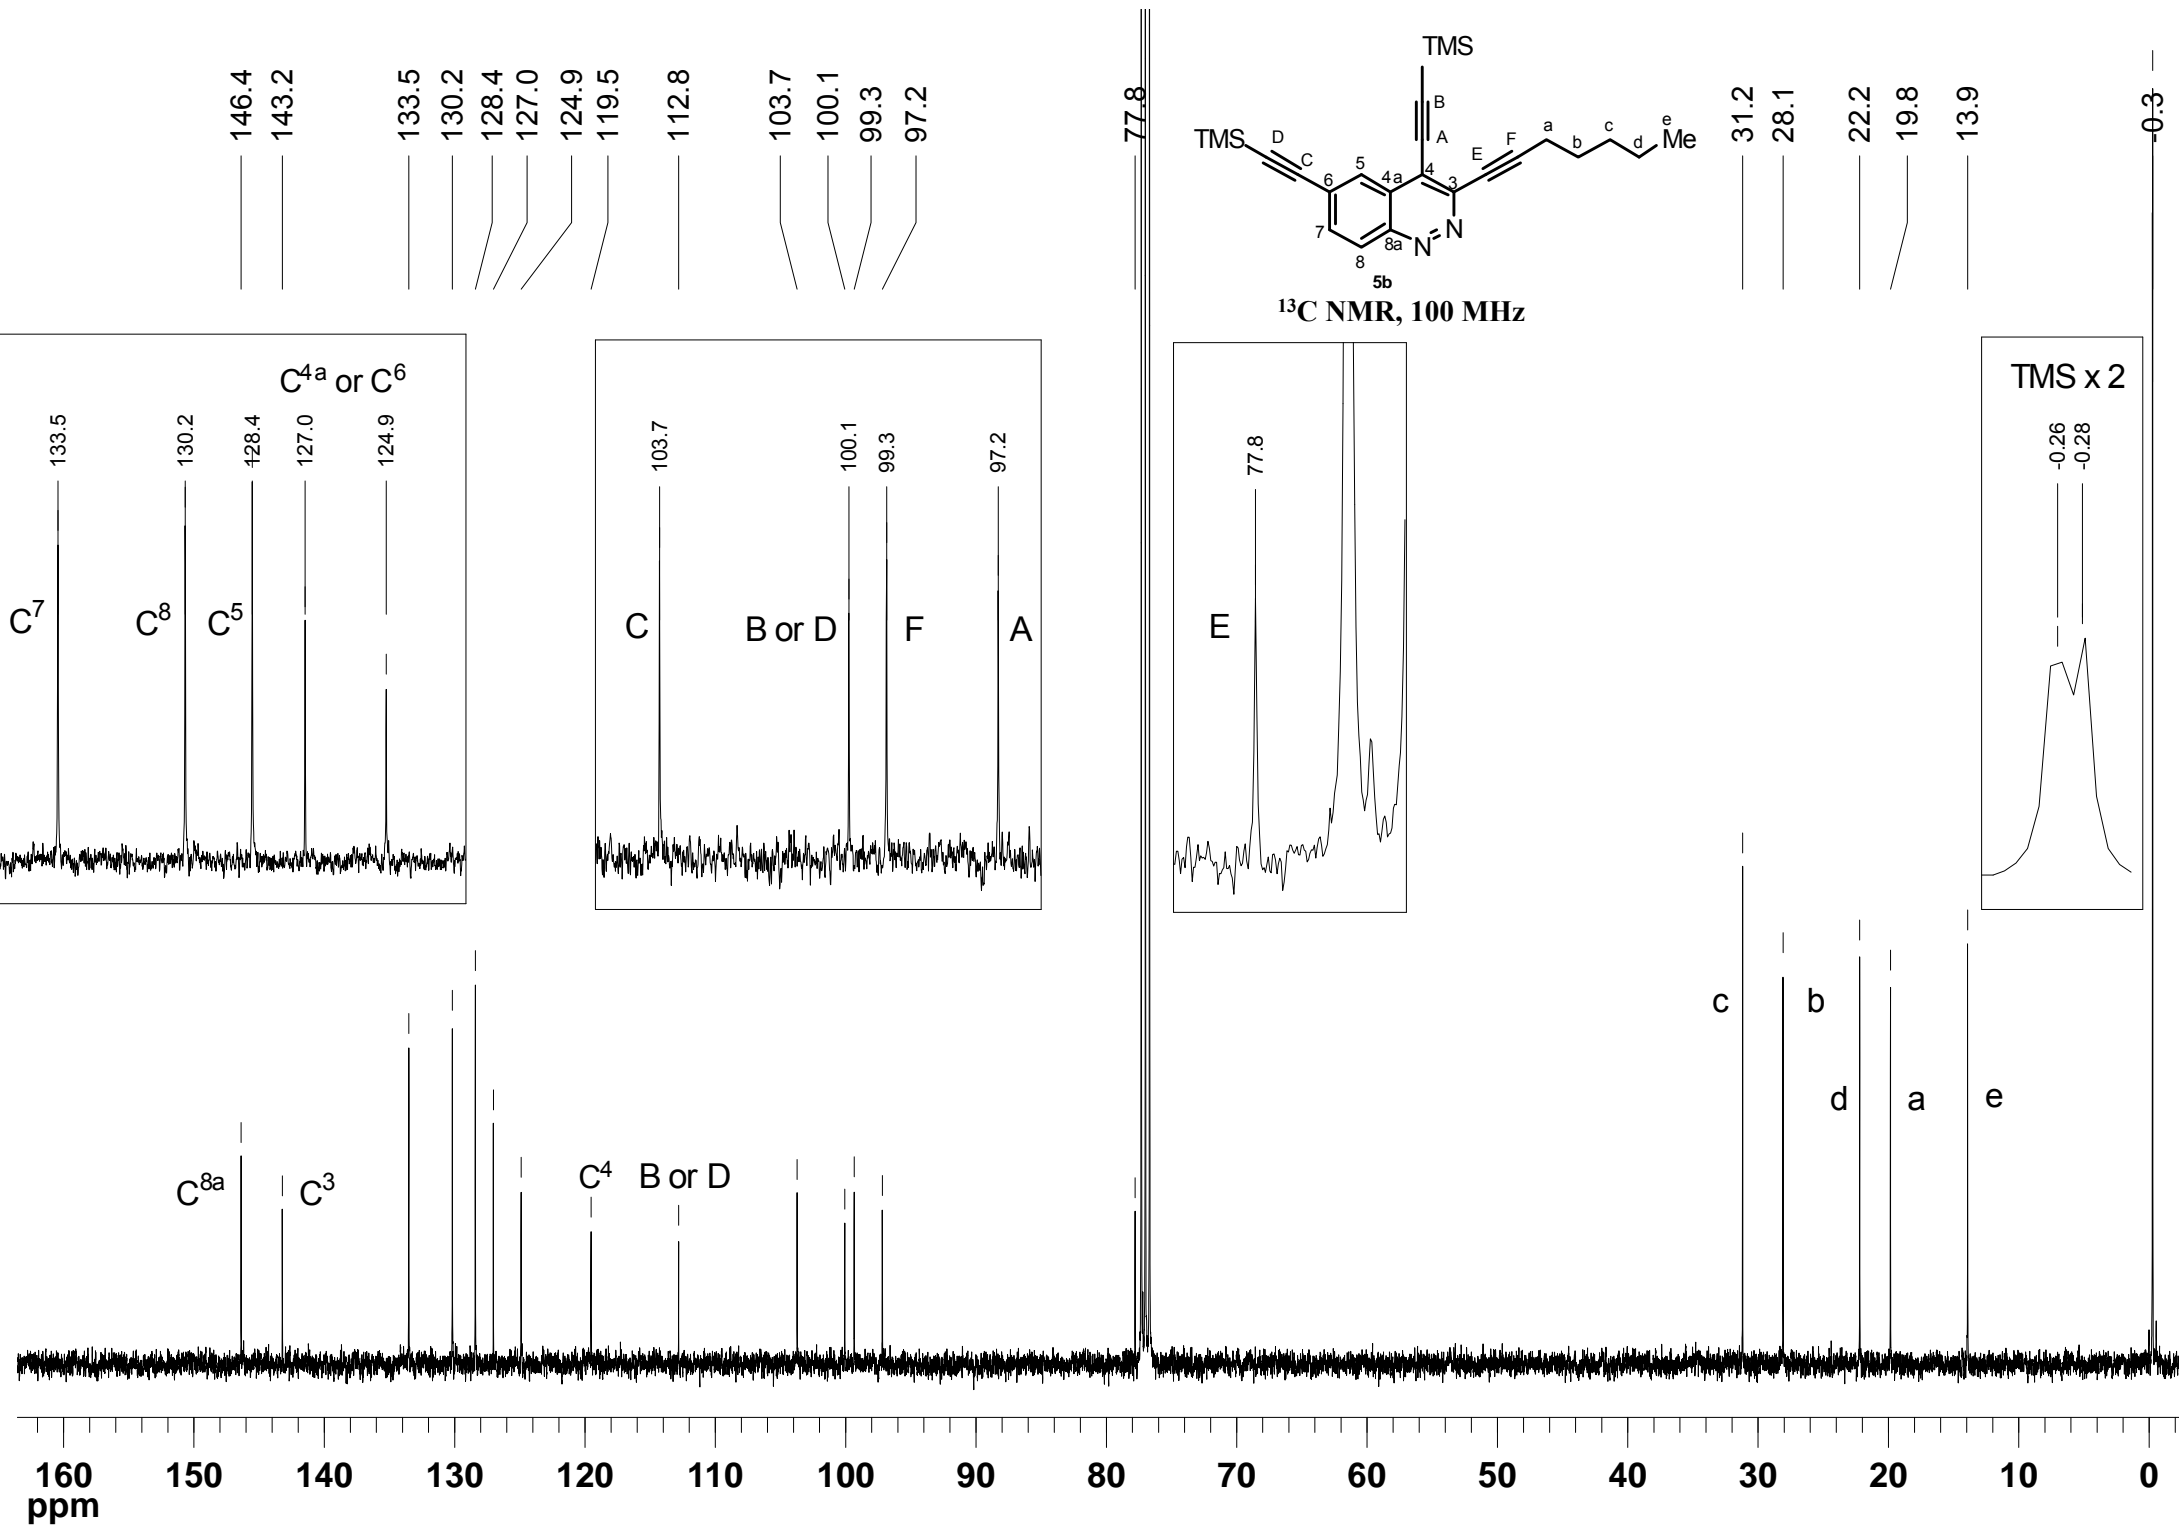 146.4
143.2
133.5
130.2
128.4
127.0
124.9
119.5
112.8
103.7
100.1
99.3
97.2
77.8
31.2
28.1
22.2
19.8
13.9
-0.3
TMS
B
A
TMS
D
C
E
F
a
b
c
d
e
Me
6
5
4a
4
3
7
8
8a
N
N
5b
¹³C NMR, 100 MHz
C⁴ᵃ or C⁶
133.5
130.2
128.4
127.0
124.9
C⁷
C⁸
C⁵
103.7
100.1
99.3
97.2
C
B or D
F
A
77.8
E
TMS x 2
-0.26
-0.28
C⁸ᵃ
C³
C⁴
B or D
c
b
d
a
e
160 150 140 130 120 110 100 90 80 70 60 50 40 30 20 10 0
ppm